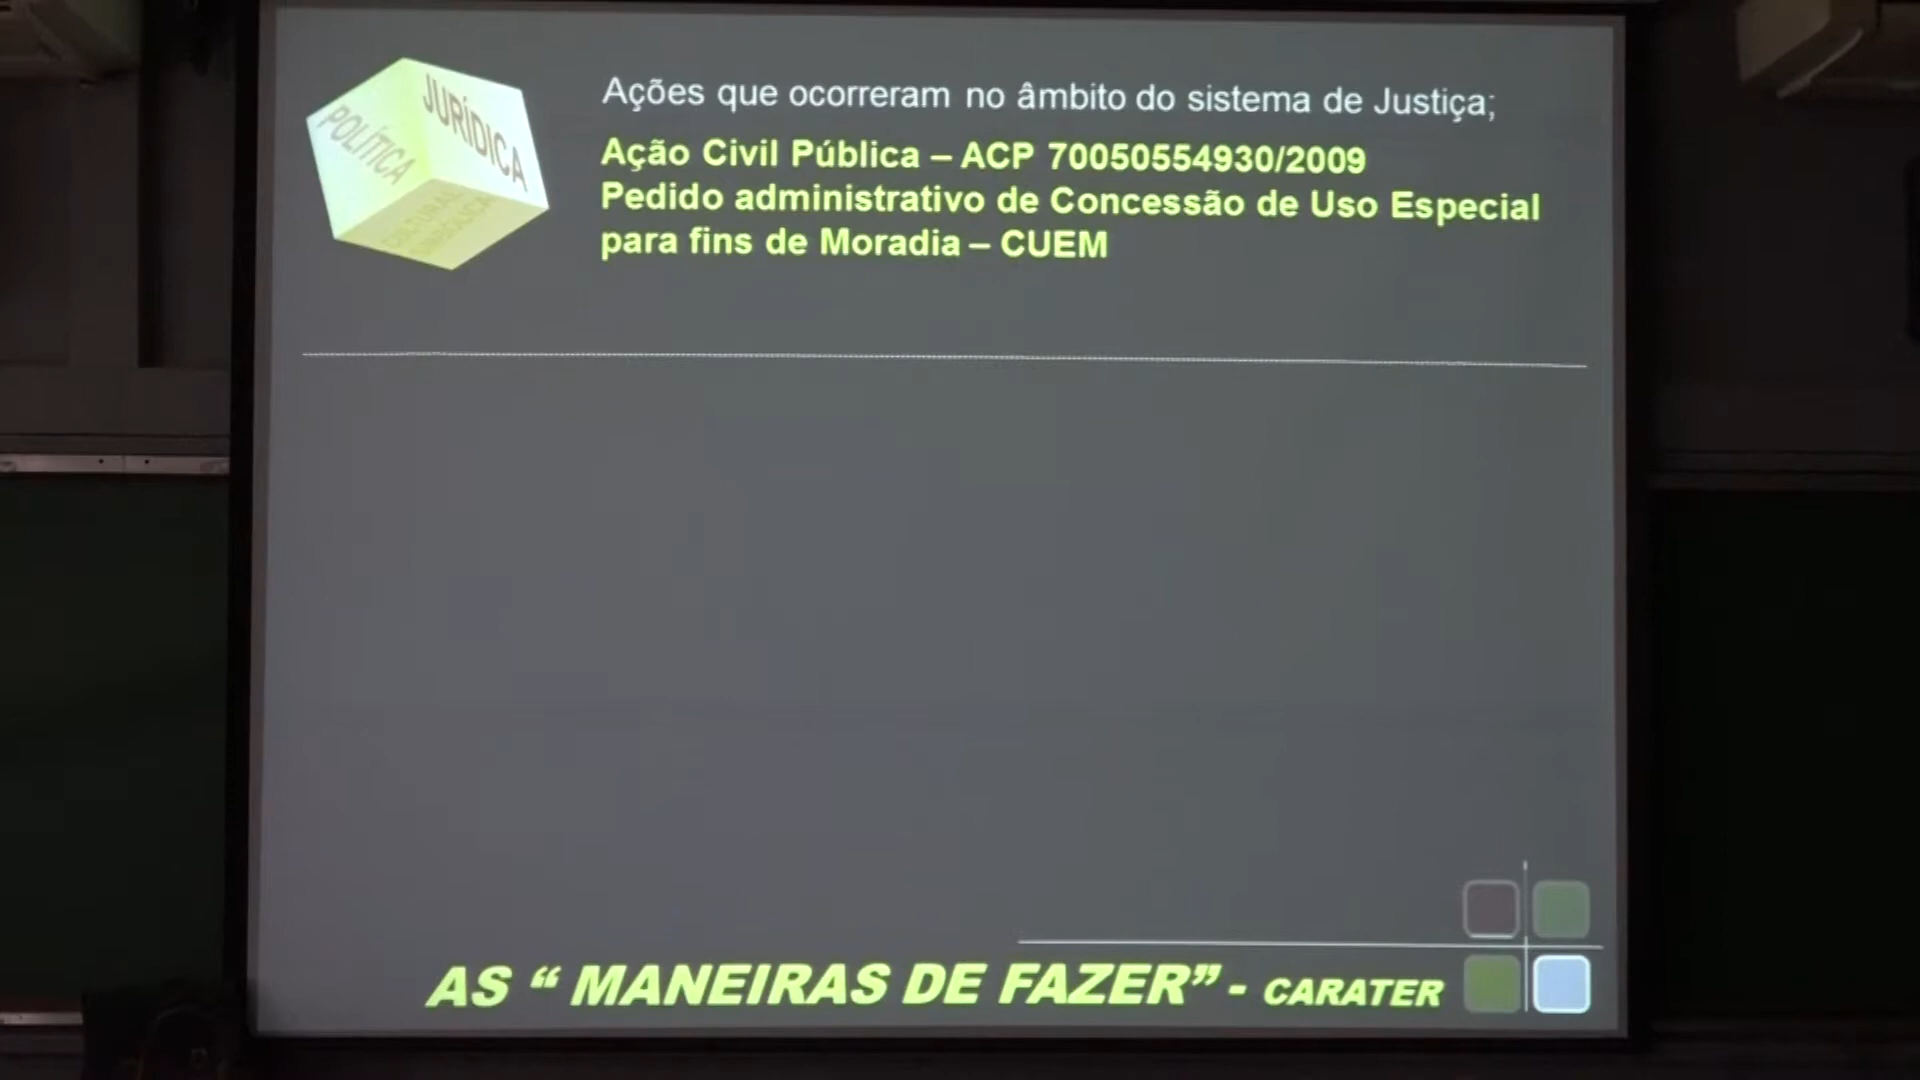 JURÍDICA
POLÍTICA
CULTURAL
Ações que ocorreram no âmbito do sistema de Justiça;
Ação Civil Pública – ACP 70050554930/2009
Pedido administrativo de Concessão de Uso Especial
para fins de Moradia – CUEM
AS “ MANEIRAS DE FAZER” - CARATER